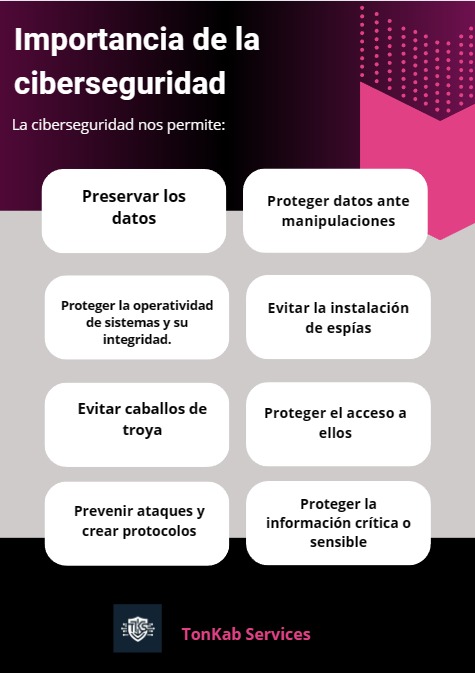 Importancia de la
ciberseguridad
La ciberseguridad nos permite:
Preservar los
datos
Proteger datos ante
manipulaciones
Proteger la operatividad
de sistemas y su
integridad.
Evitar la instalación
de espías
Evitar caballos de
troya
Proteger el acceso a
ellos
Prevenir ataques y
crear protocolos
Proteger la
información crítica o
sensible
TonKab Services